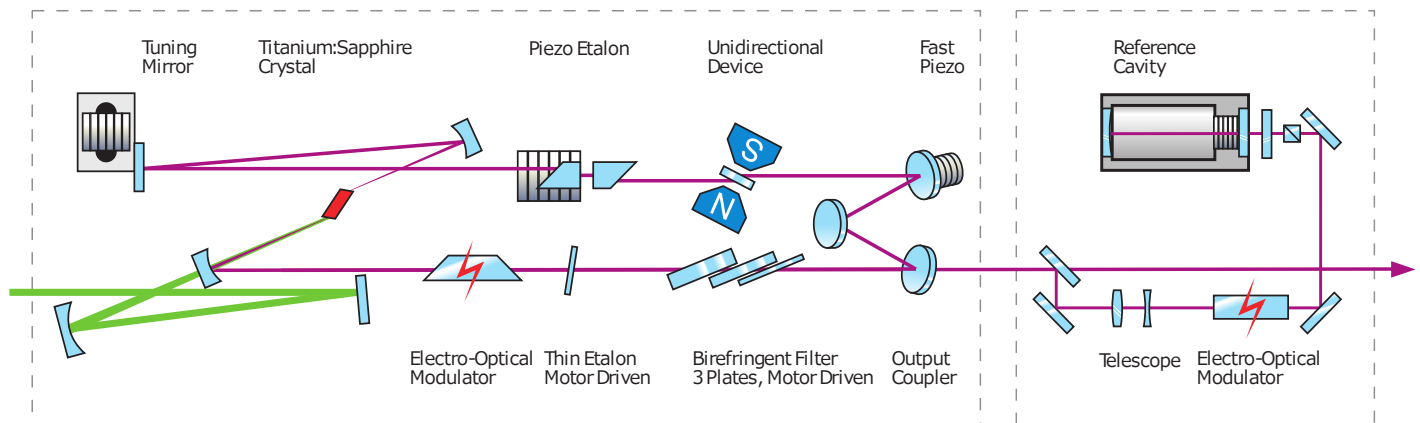 Tuning
Mirror
Titanium:Sapphire
Crystal
Piezo Etalon
Unidirectional
Device
Fast
Piezo
Reference
Cavity
S
N
Electro-Optical
Modulator
Thin Etalon
Motor Driven
Birefringent Filter
3 Plates, Motor Driven
Output
Coupler
Telescope
Electro-Optical
Modulator